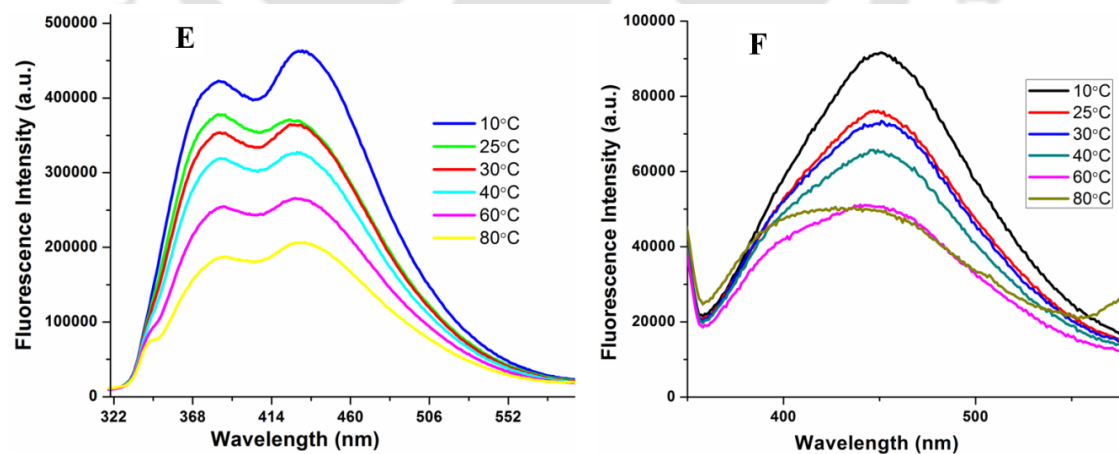 E
Fluorescence Intensity (a.u.)
500000
400000
300000
200000
100000
0
322 368 414 460 506 552
Wavelength (nm)
10°C
25°C
30°C
40°C
60°C
80°C
F
Fluorescence Intensity (a.u.)
100000
80000
60000
40000
20000
0
400 500
Wavelength (nm)
10°C
25°C
30°C
40°C
60°C
80°C